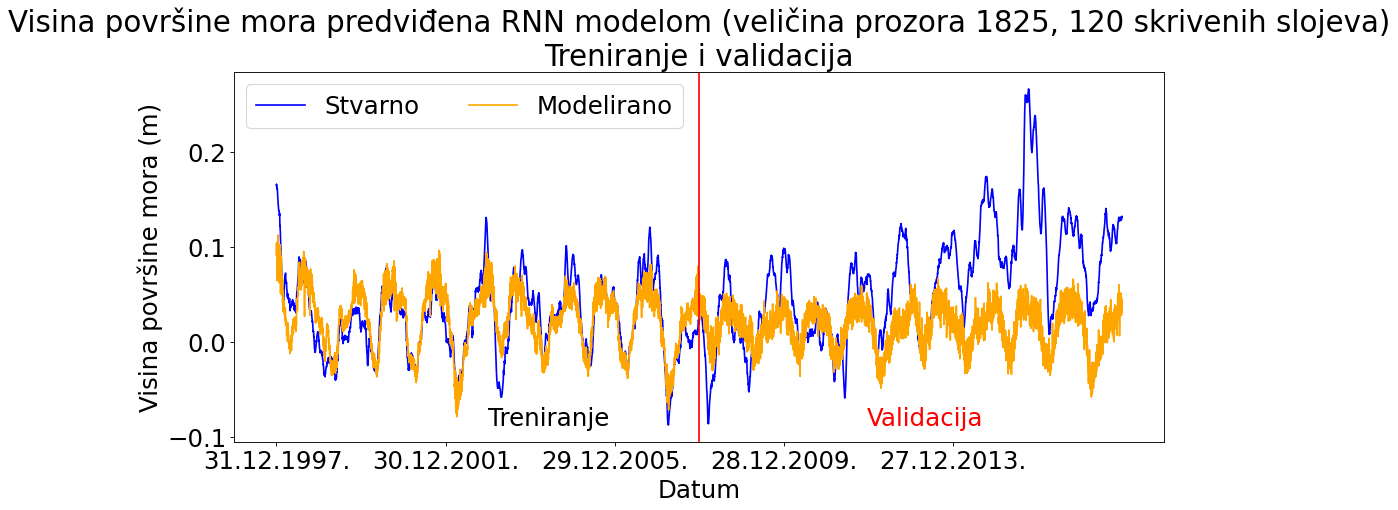 Visina površine mora predviđena RNN modelom (veličina prozora 1825, 120 skrivenih slojeva)
Treniranje i validacija
Stvarno
Modelirano
Visina površine mora (m)
0.2
0.1
0.0
−0.1
Treniranje
Validacija
31.12.1997.
30.12.2001.
29.12.2005.
28.12.2009.
27.12.2013.
Datum